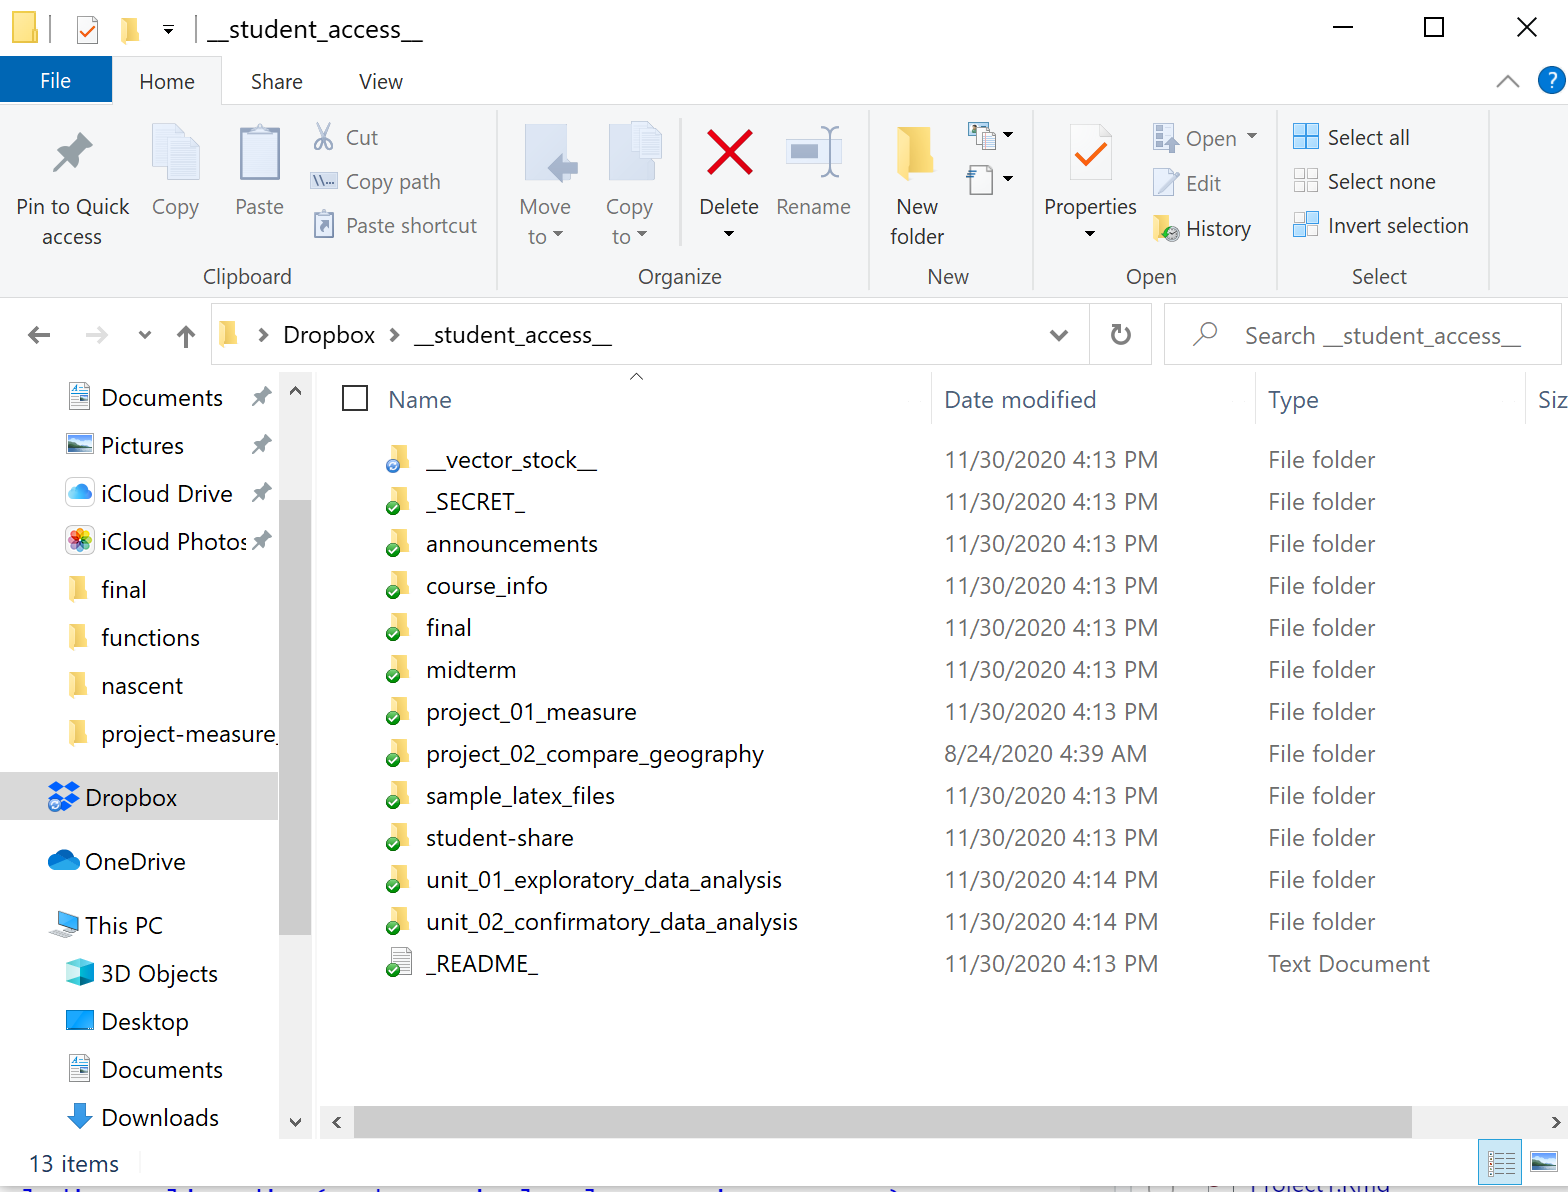 __student_access__
File
Home
Share
View
?
Pin to Quick access
Copy
Paste
Cut
Copy path
Paste shortcut
Clipboard
Move to
Copy to
Delete
Rename
Organize
New folder
New
Properties
Open
Edit
History
Open
Select all
Select none
Invert selection
Select
Dropbox
__student_access__
Search __student_access__
Documents
Pictures
iCloud Drive
iCloud Photos
final
functions
nascent
project-measure_
Dropbox
OneDrive
This PC
3D Objects
Desktop
Documents
Downloads
Name Date modified Type Siz
__vector_stock__ 11/30/2020 4:13 PM File folder
_SECRET_ 11/30/2020 4:13 PM File folder
announcements 11/30/2020 4:13 PM File folder
course_info 11/30/2020 4:13 PM File folder
final 11/30/2020 4:13 PM File folder
midterm 11/30/2020 4:13 PM File folder
project_01_measure 11/30/2020 4:13 PM File folder
project_02_compare_geography 8/24/2020 4:39 AM File folder
sample_latex_files 11/30/2020 4:13 PM File folder
student-share 11/30/2020 4:13 PM File folder
unit_01_exploratory_data_analysis 11/30/2020 4:14 PM File folder
unit_02_confirmatory_data_analysis 11/30/2020 4:14 PM File folder
_README_ 11/30/2020 4:13 PM Text Document
13 items